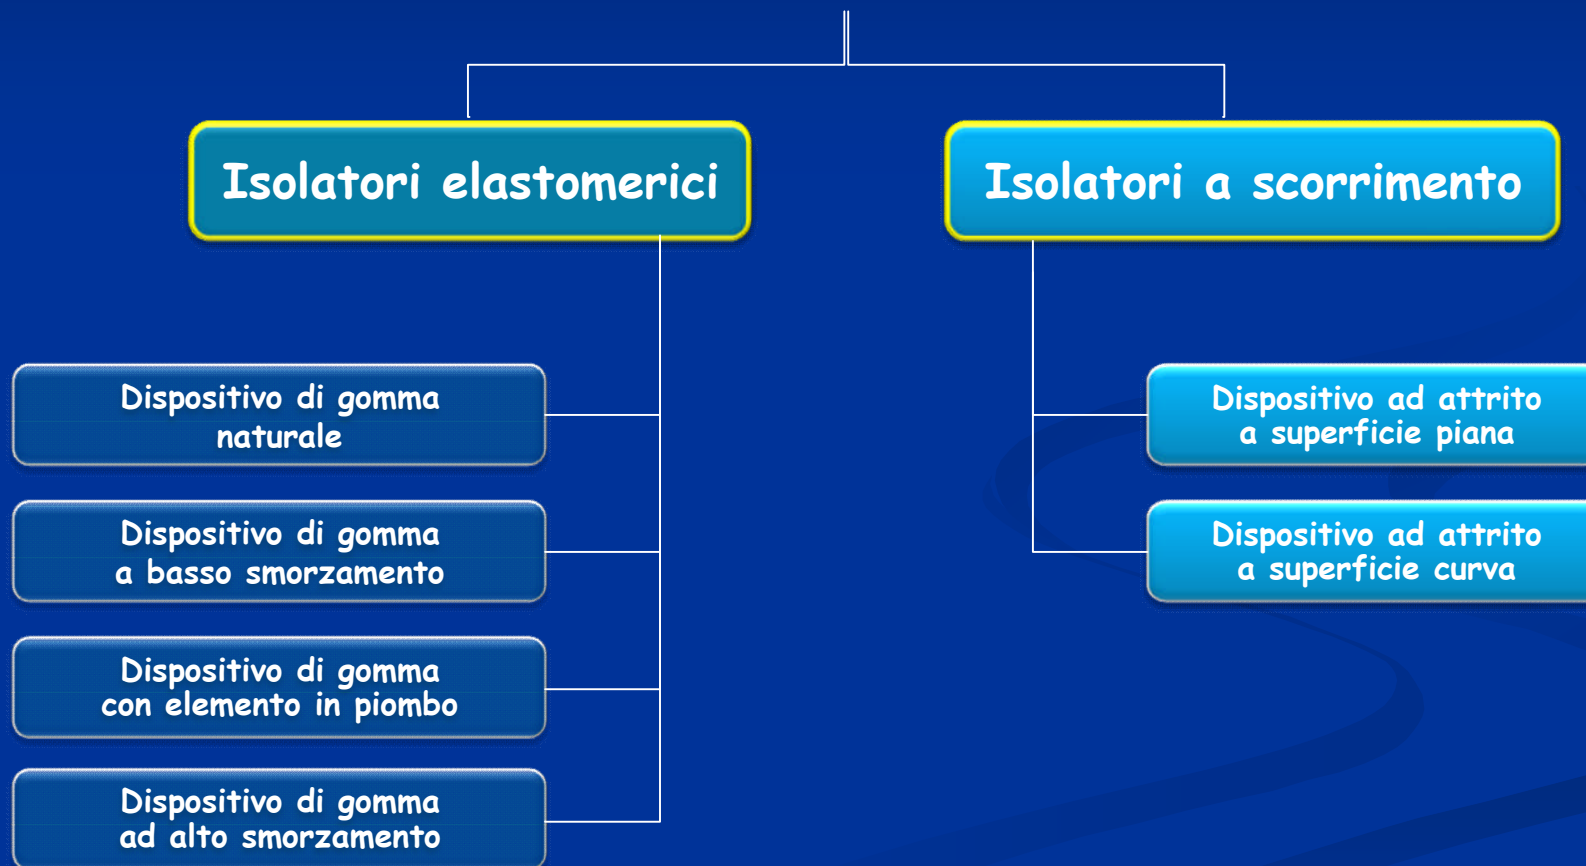 Isolatori elastomerici
Isolatori a scorrimento
Dispositivo di gomma
naturale
Dispositivo di gomma
a basso smorzamento
Dispositivo di gomma
con elemento in piombo
Dispositivo di gomma
ad alto smorzamento
Dispositivo ad attrito
a superficie piana
Dispositivo ad attrito
a superficie curva